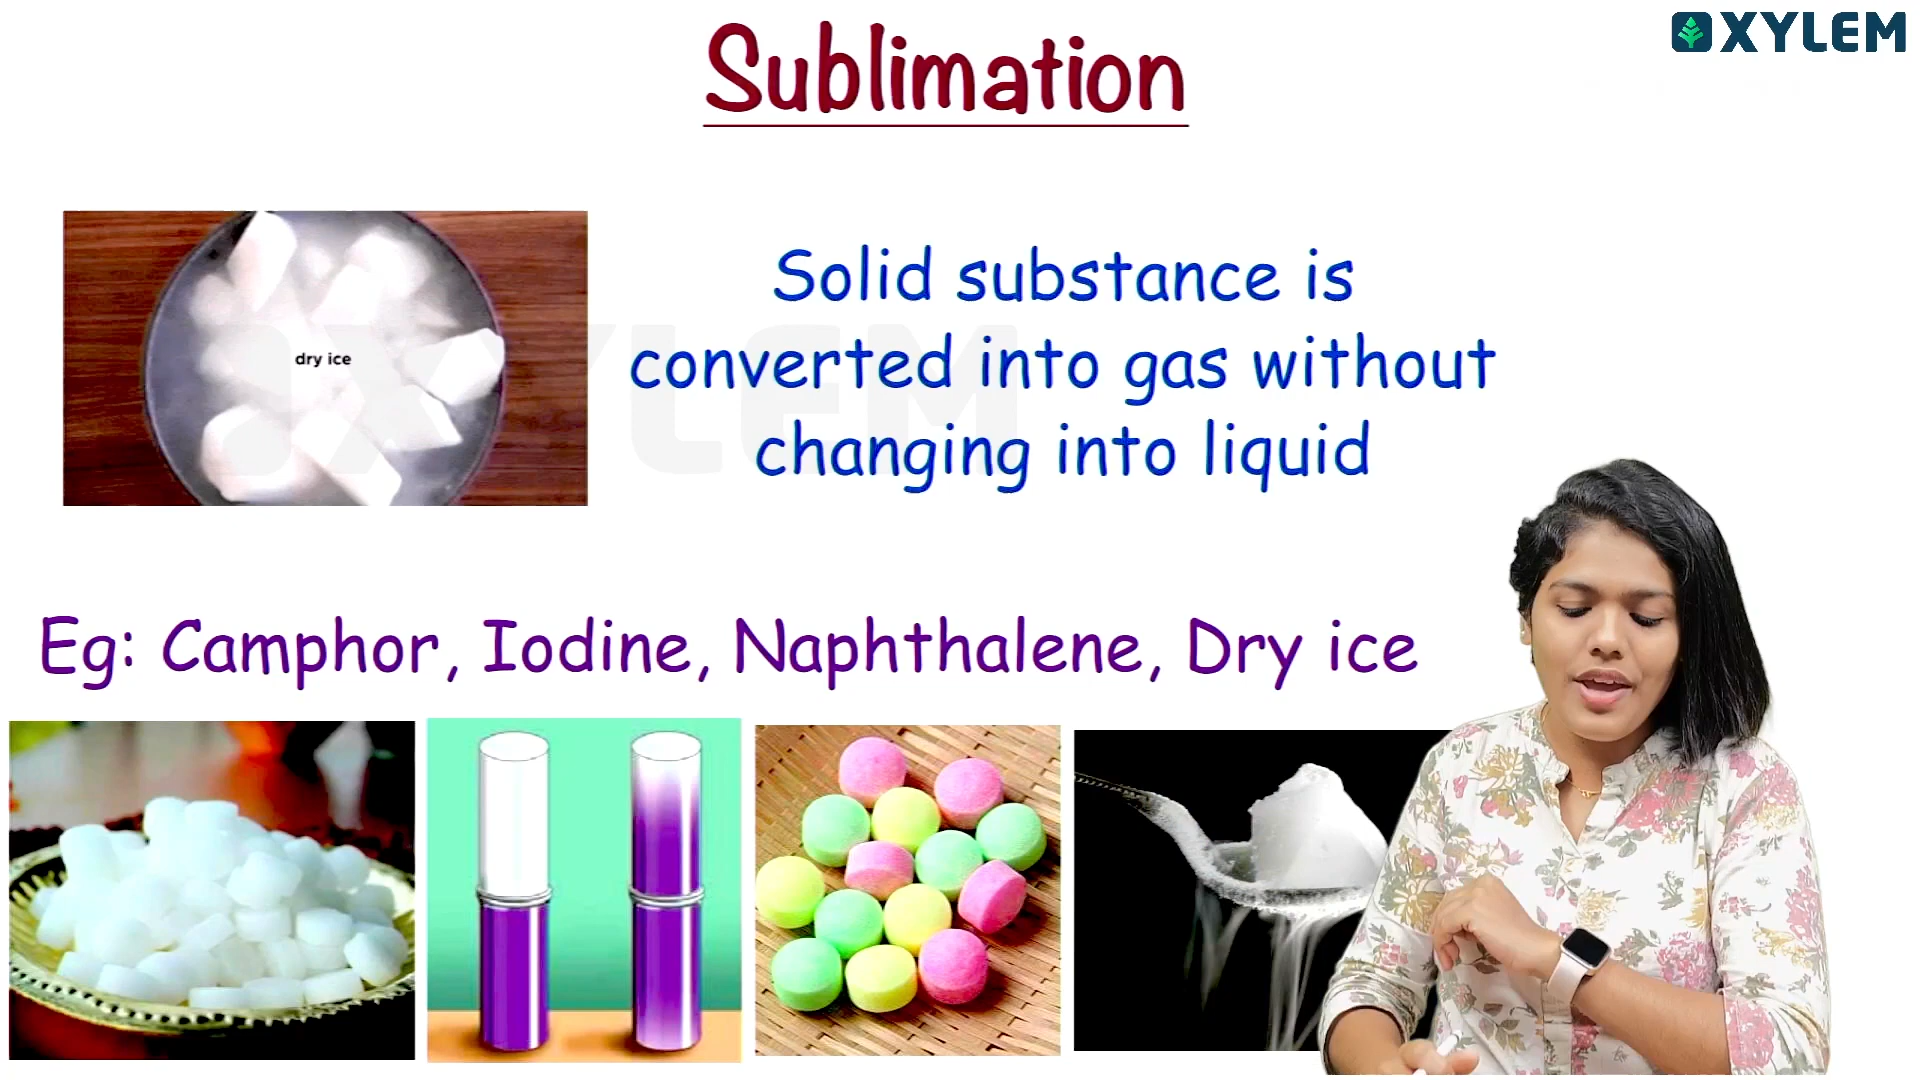 Sublimation
XYLEM
dry ice
Solid substance is
converted into gas without
changing into liquid
XYLEM
Eg: Camphor, Iodine, Naphthalene, Dry ice